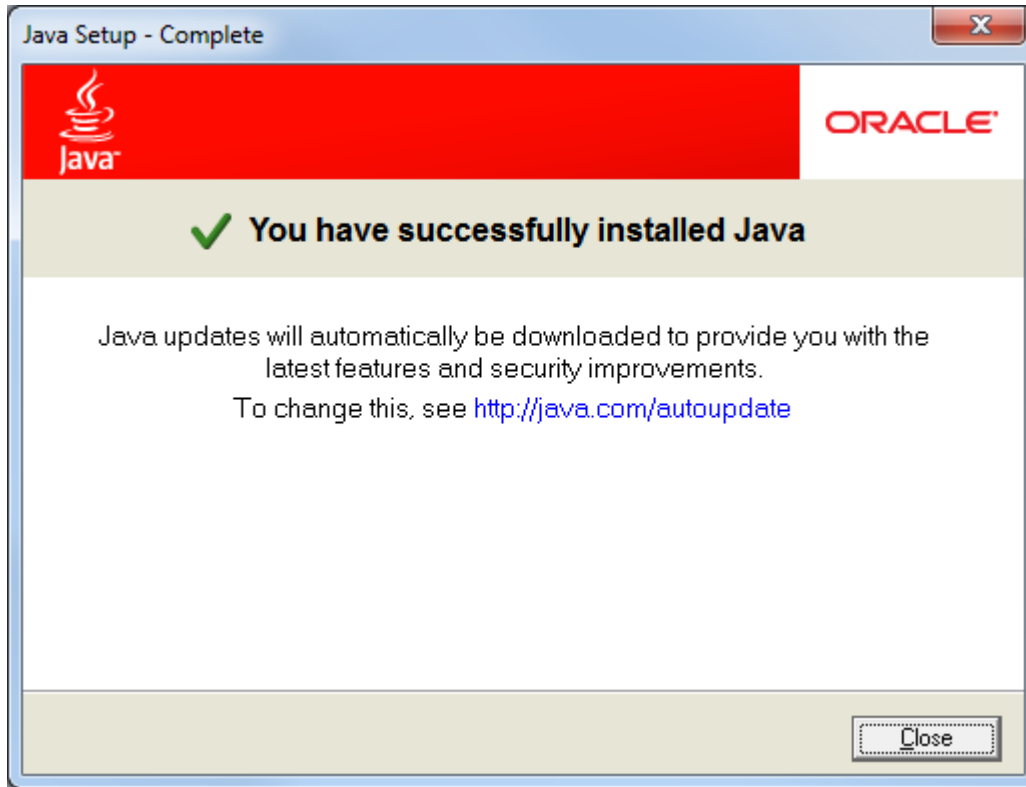 Java Setup - Complete
Java
ORACLE
You have successfully installed Java
Java updates will automatically be downloaded to provide you with the
latest features and security improvements.
To change this, see http://java.com/autoupdate
Close